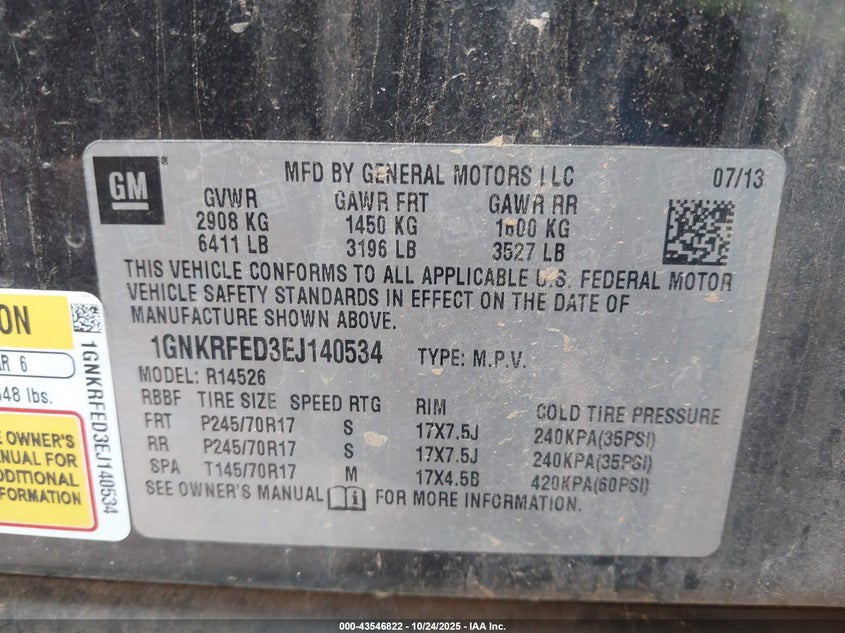 GM
MFD BY GENERAL MOTORS LLC
07/13
GVWR GAWR FRT GAWR RR
2908 KG 1450 KG 1600 KG
6411 LB 3196 LB 3527 LB
THIS VEHICLE CONFORMS TO ALL APPLICABLE U.S. FEDERAL MOTOR
VEHICLE SAFETY STANDARDS IN EFFECT ON THE DATE OF
MANUFACTURE SHOWN ABOVE.
1GNKRFED3EJ140534 TYPE: M.P.V.
MODEL: R14526
RBBF TIRE SIZE SPEED RTG RIM COLD TIRE PRESSURE
FRT P245/70R17 S 17X7.5J 240KPA(35PSI)
RR P245/70R17 S 17X7.5J 240KPA(35PSI)
SPA T145/70R17 M 17X4.5B 420KPA(60PSI)
SEE OWNER'S MANUAL i FOR MORE INFORMATION.
ON
AR 6
48 lbs.
E OWNER'S
NUAL FOR
DDITIONAL
FORMATION
1GNKRFED3EJ140534
000-43546822 - 10/24/2025 - IAA Inc.